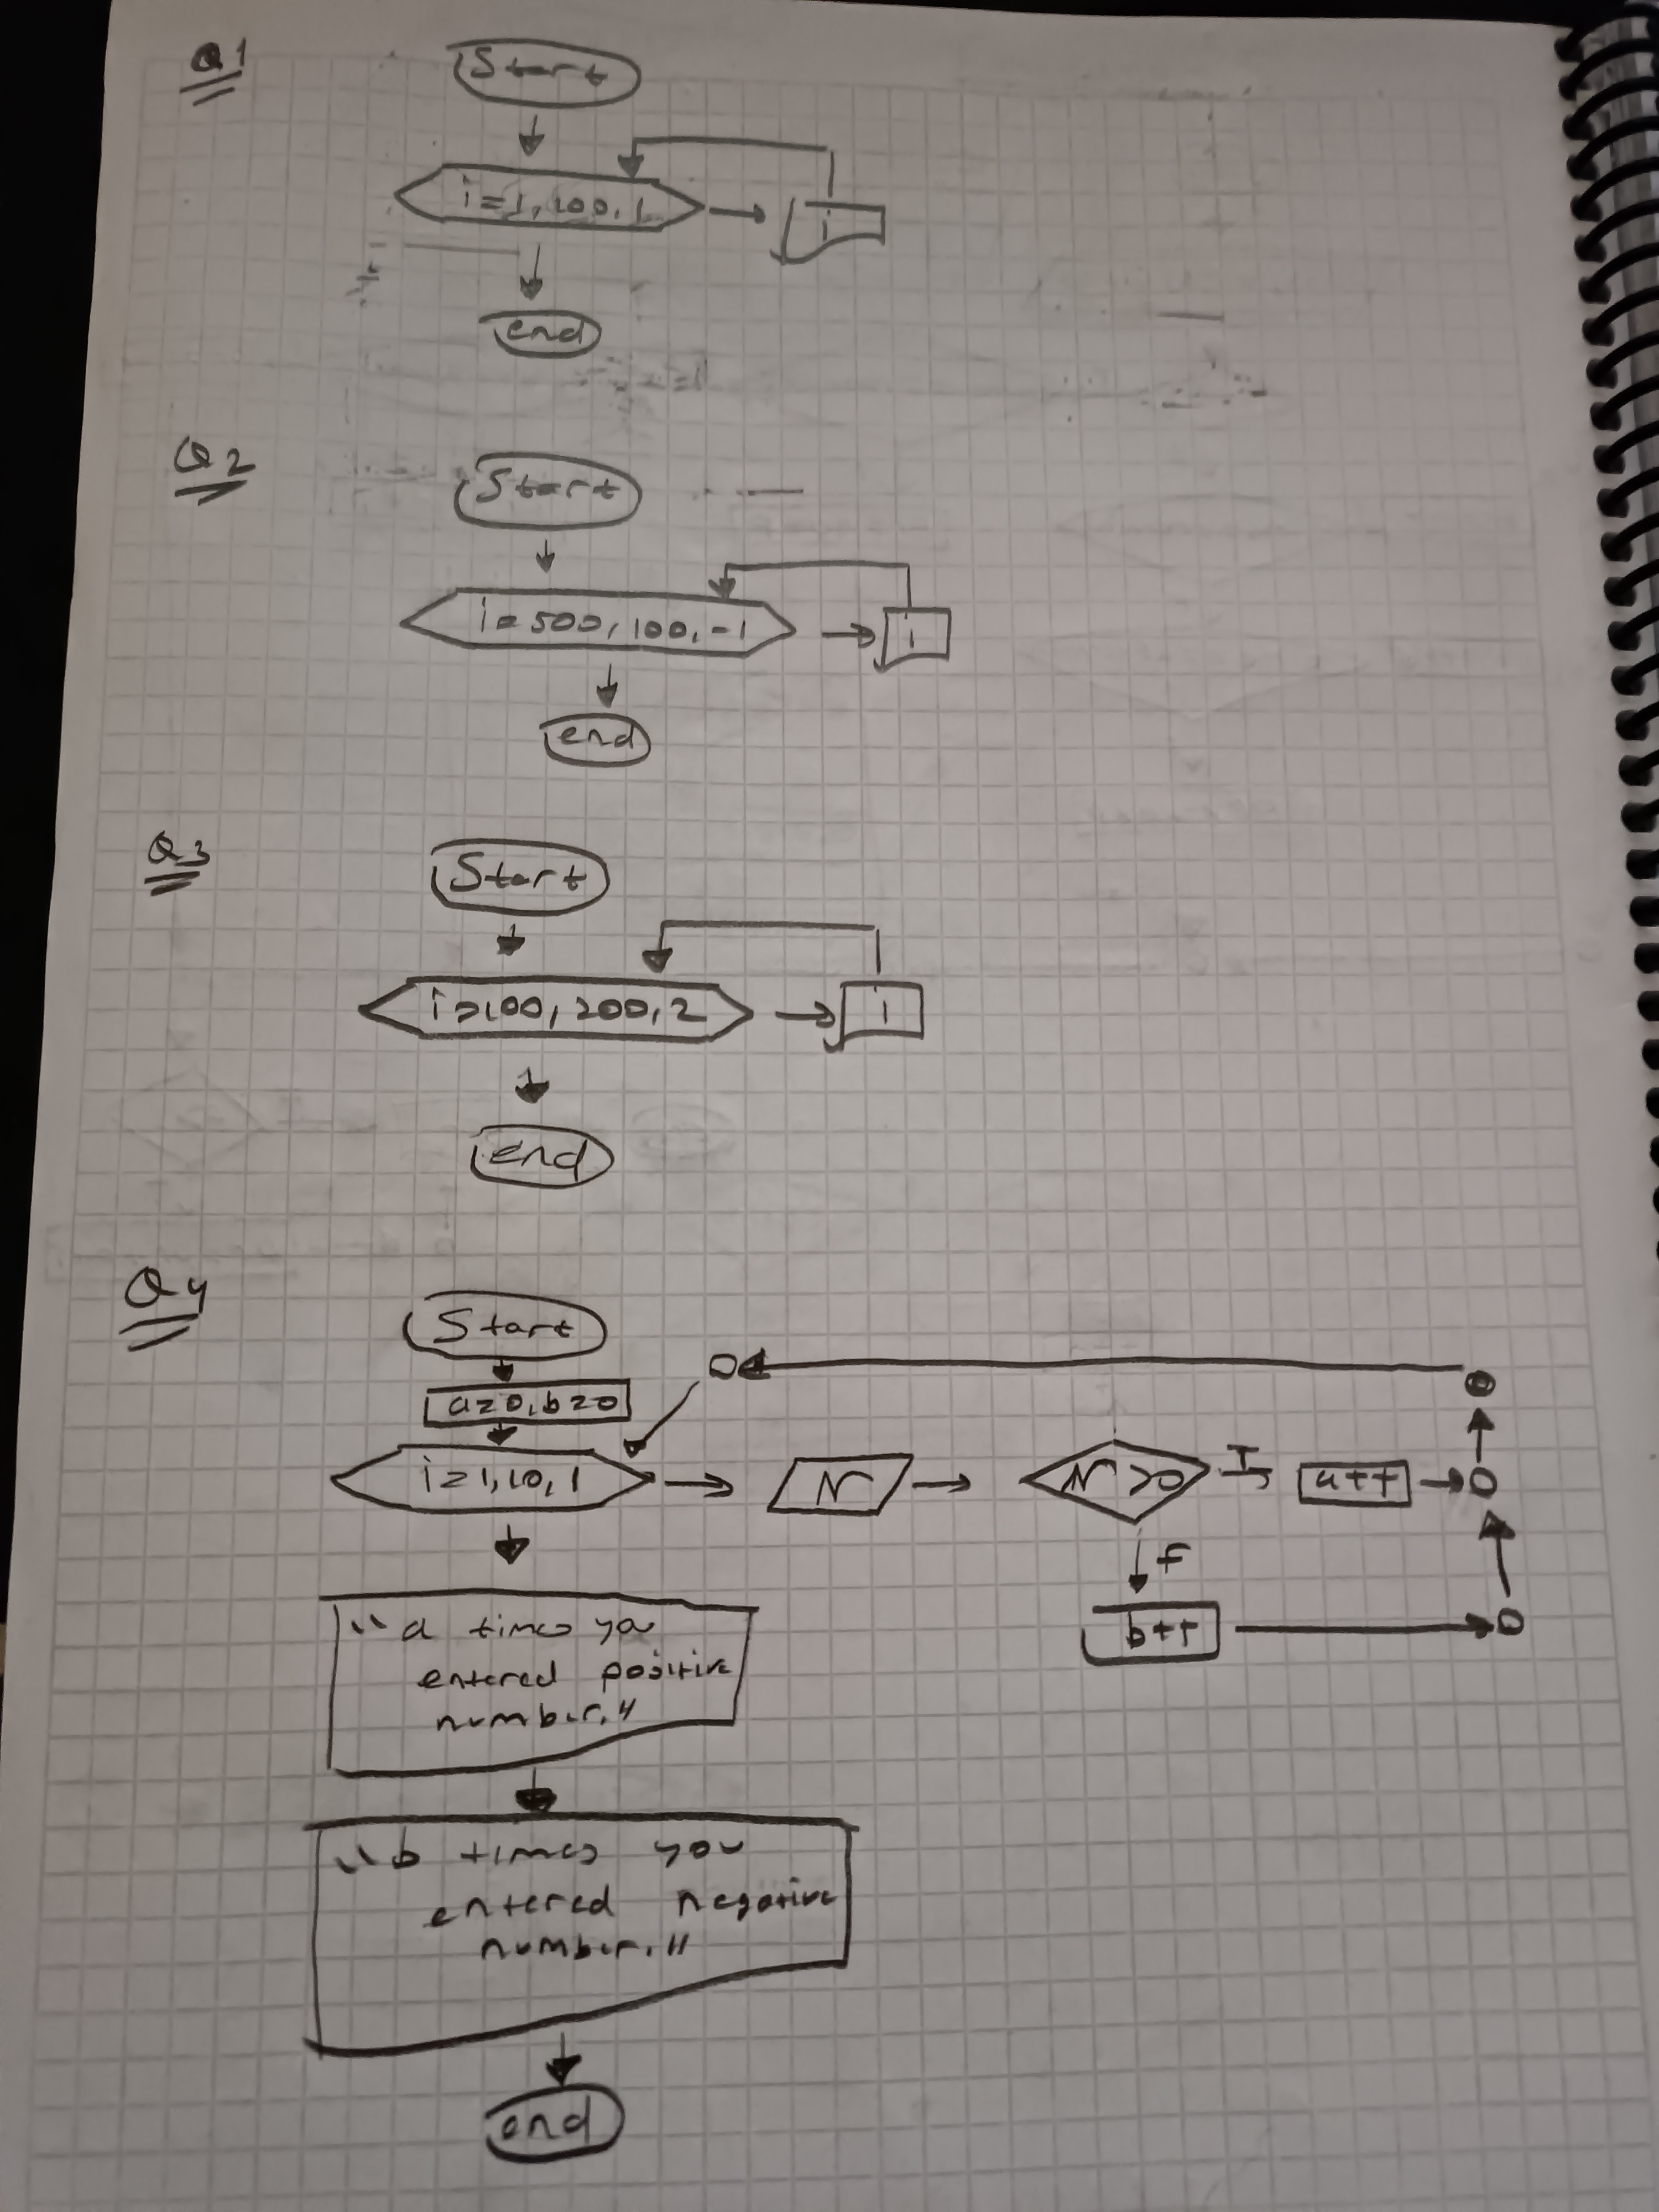 Q1
Start
i=1,100,1
i
end
Q2
Start
i=500,100,-1
i
end
Q3
Start
i=100,200,2
i
end
Q4
Start
a=0,b=0
i=1,10,1
N
N>0
T
a++
F
b++
"a times you
entered positive
number."
"b times you
entered negative
number."
end